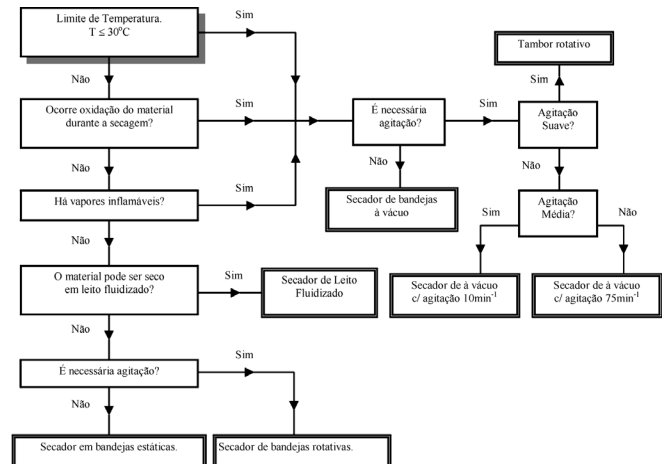 Limite de Temperatura.
T ≤ 30°C
Sim
Não
Ocorre oxidação do material
durante a secagem?
Sim
Não
Há vapores inflamáveis?
Sim
Não
O material pode ser seco
em leito fluidizado?
Sim
Secador de Leito
Fluidizado
Não
É necessária agitação?
Sim
Não
Secador em bandejas estáticas.
Secador de bandejas rotativas.
É necessária
agitação?
Sim
Não
Secador de bandejas
à vácuo
Tambor rotativo
Sim
Agitação
Suave?
Não
Agitação
Média?
Sim
Não
Secador de à vácuo
c/ agitação 10min⁻¹
Secador de à vácuo
c/ agitação 75min⁻¹